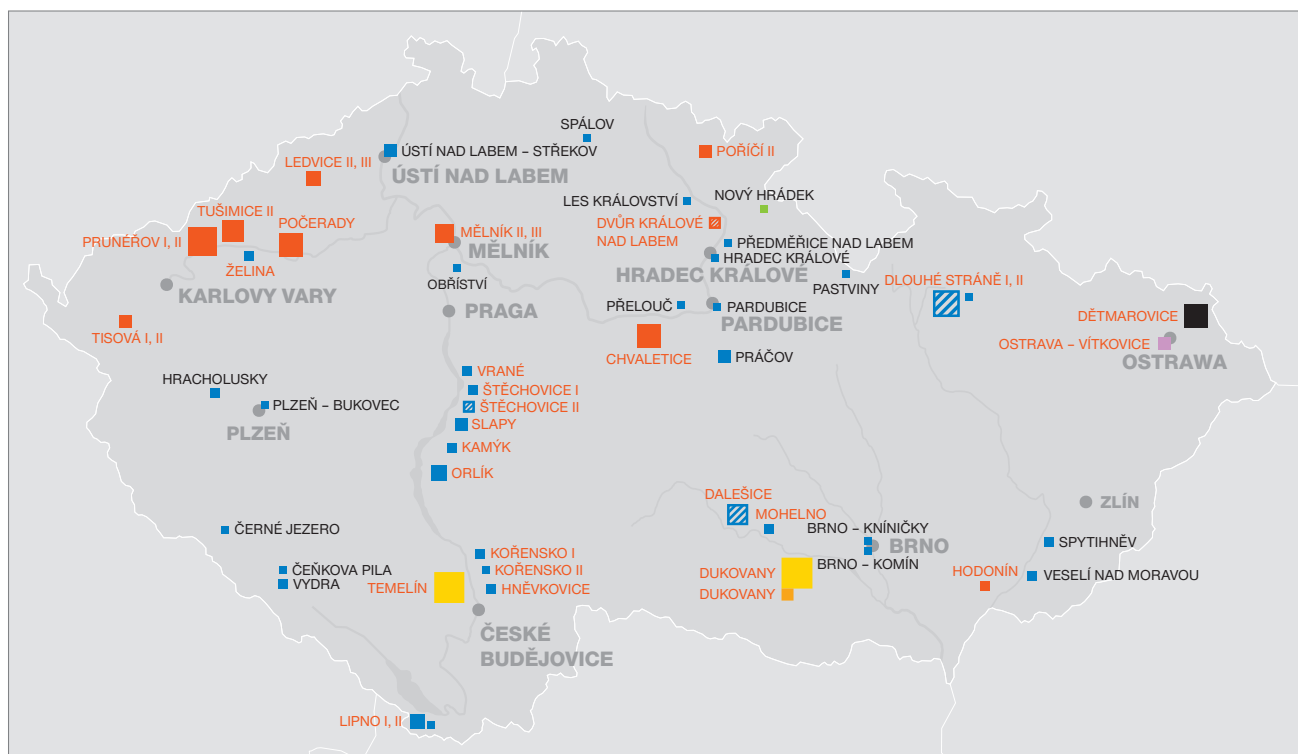 SPÁLOV
ÚSTÍ NAD LABEM – STŘEKOV
ÚSTÍ NAD LABEM
LEDVICE II, III
POŘÍČÍ II
LES KRÁLOVSTVÍ
NOVÝ HRÁDEK
TUŠIMICE II
POČERADY
PRUNÉŘOV I, II
ŽELINA
DVŮR KRÁLOVÉ
NAD LABEM
MĚLNÍK II, III
MĚLNÍK
PŘEDMĚŘICE NAD LABEM
HRADEC KRÁLOVÉ
HRADEC KRÁLOVÉ
OBŘÍSTVÍ
KARLOVY VARY
PASTVINY
DLOUHÉ STRÁNĚ I, II
PRAGA
PŘELOUČ
PARDUBICE
PARDUBICE
DĚTMAROVICE
TISOVÁ I, II
CHVALETICE
PRÁČOV
OSTRAVA – VÍTKOVICE
OSTRAWA
VRANÉ
HRACHOLUSKY
ŠTĚCHOVICE I
ŠTĚCHOVICE II
PLZEŇ – BUKOVEC
PLZEŇ
SLAPY
KAMÝK
ORLÍK
DALEŠICE
MOHELNO
ZLÍN
ČERNÉ JEZERO
BRNO – KNÍNIČKY
BRNO
BRNO – KOMÍN
SPYTIHNĚV
KOŘENSKO I
KOŘENSKO II
HNĚVKOVICE
ČEŇKOVA PILA
VYDRA
TEMELÍN
DUKOVANY
DUKOVANY
HODONÍN
VESELÍ NAD MORAVOU
ČESKÉ
BUDĚJOVICE
LIPNO I, II